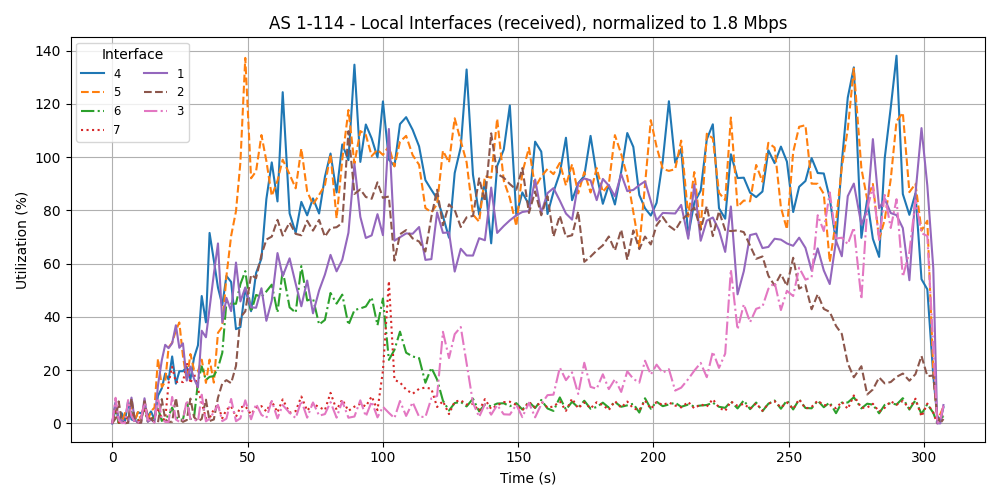 AS 1-114 - Local Interfaces (received), normalized to 1.8 Mbps
Interface
4 1
5 2
6 3
7
140
120
100
80
60
40
20
0
Utilization (%)
0 50 100 150 200 250 300
Time (s)